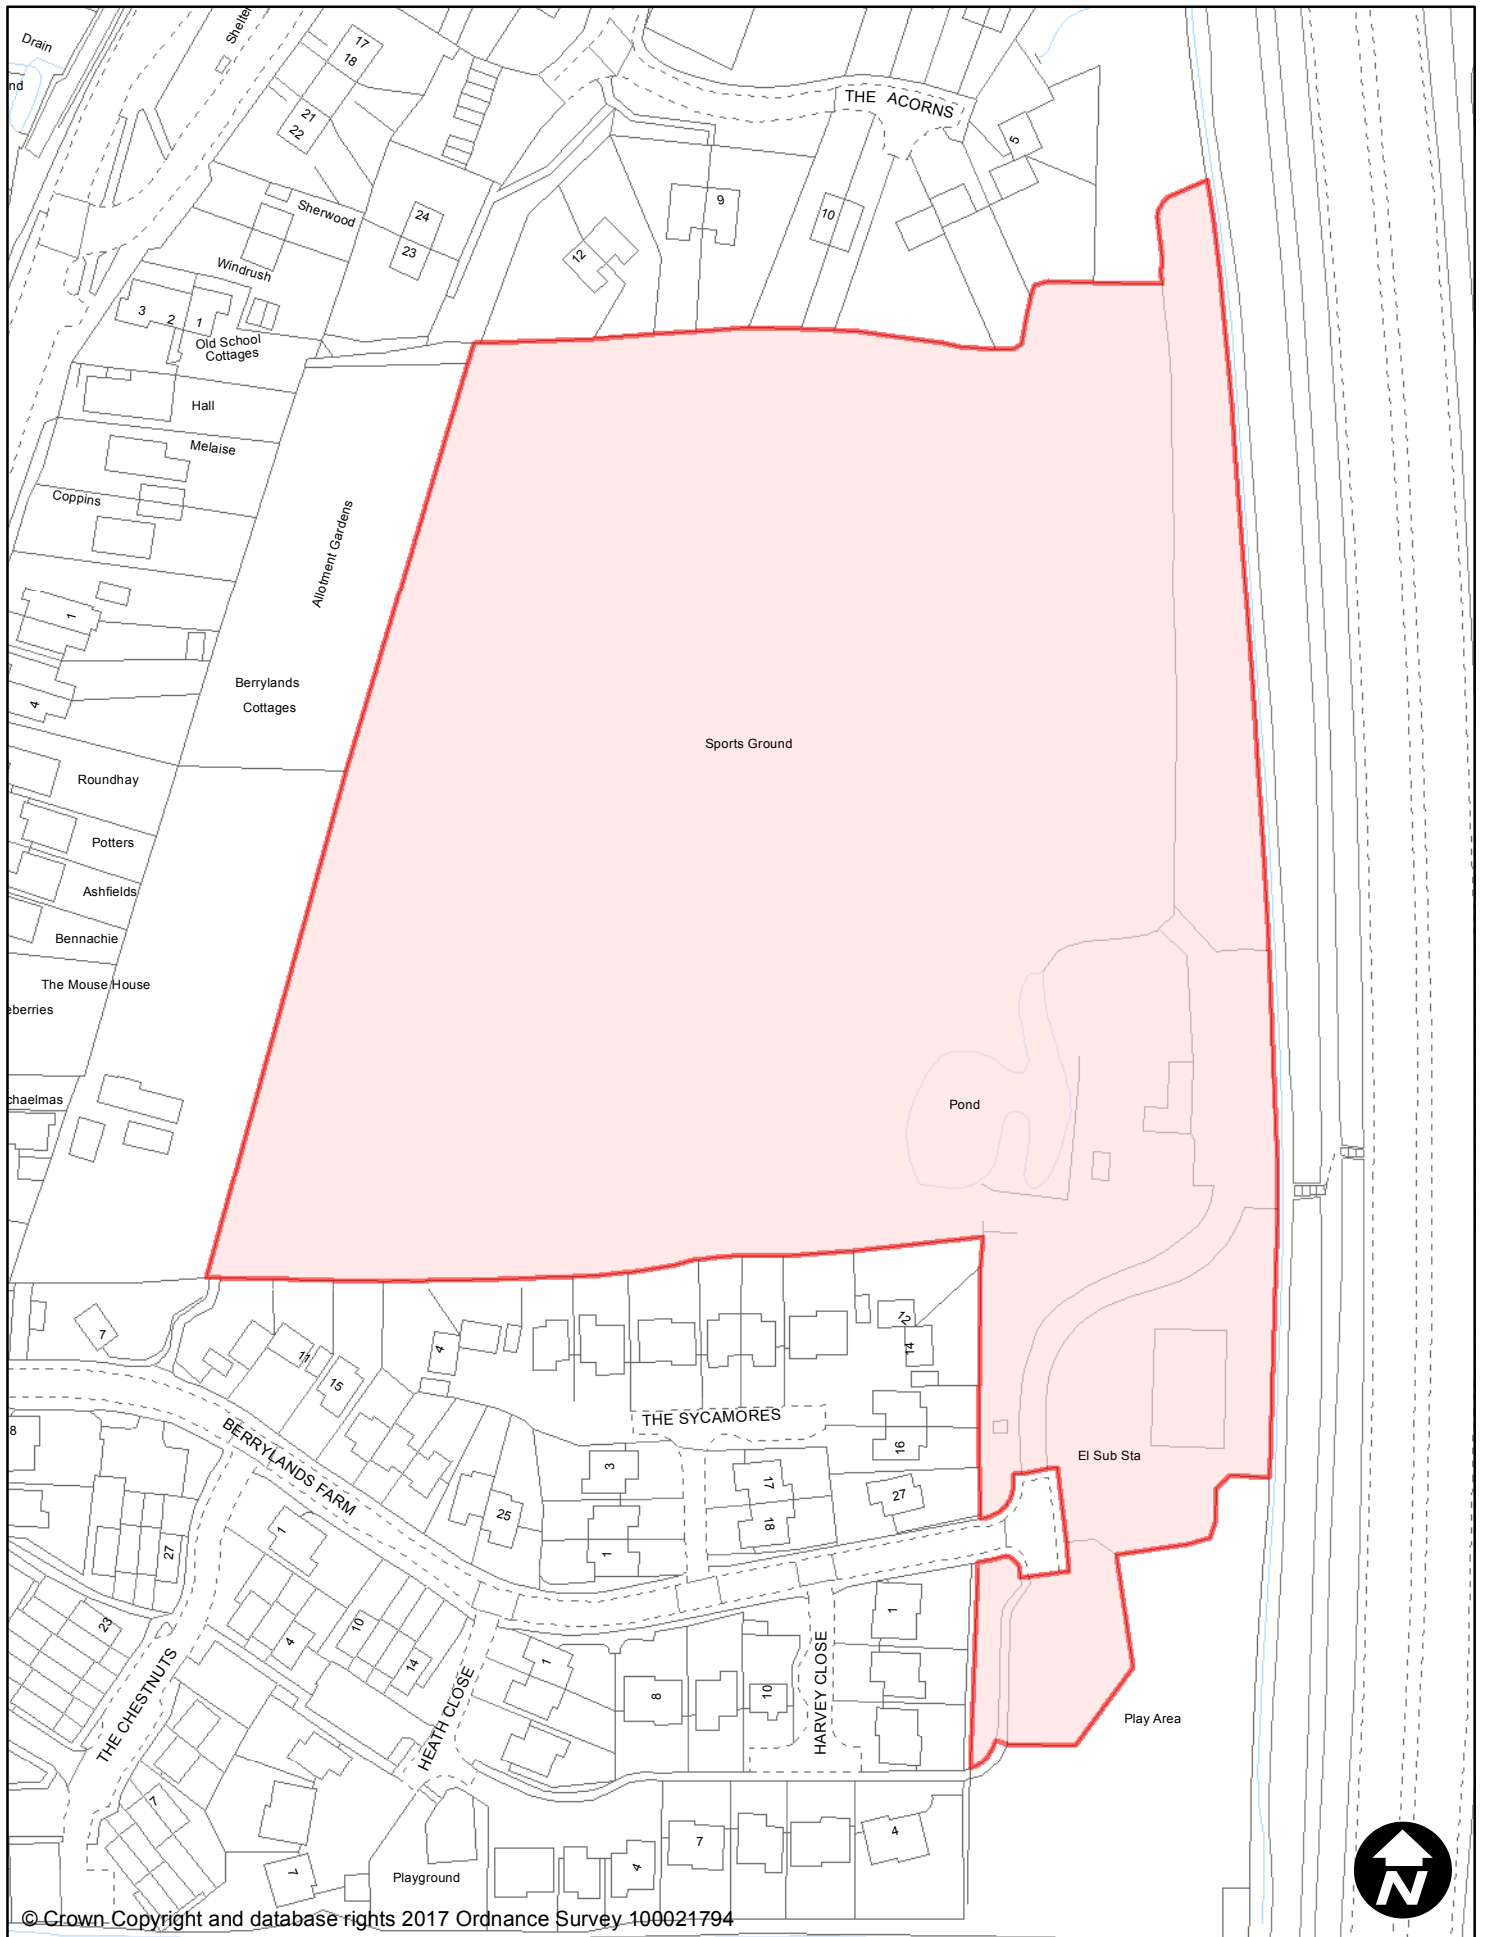 Drain
nd
Shelter
17
18
21
22
THE ACORNS
5
Sherwood
24
23
9
10
12
Windrush
3
2
1
Old School
Cottages
Hall
Melaise
Coppins
Allotment Gardens
1
Berrylands
Cottages
4
Sports Ground
Roundhay
Potters
Ashfields
Bennachie
The Mouse House
eberries
chaelmas
Pond
7
11
15
4
12
14
THE SYCAMORES
16
8
BERRYLANDS FARM
3
17
18
27
El Sub Sta
25
1
27
1
23
4
10
14
1
8
10
1
THE CHESTNUTS
HEATH CLOSE
HARVEY CLOSE
Play Area
7
7
4
7
4
Playground
N
© Crown Copyright and database rights 2017 Ordnance Survey 100021794